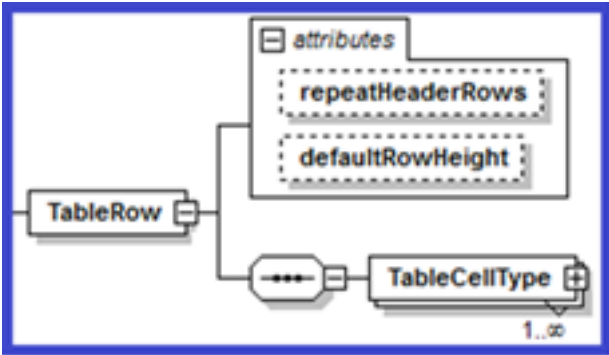 attributes
repeatHeaderRows
defaultRowHeight
TableRow
TableCellType
1..∞